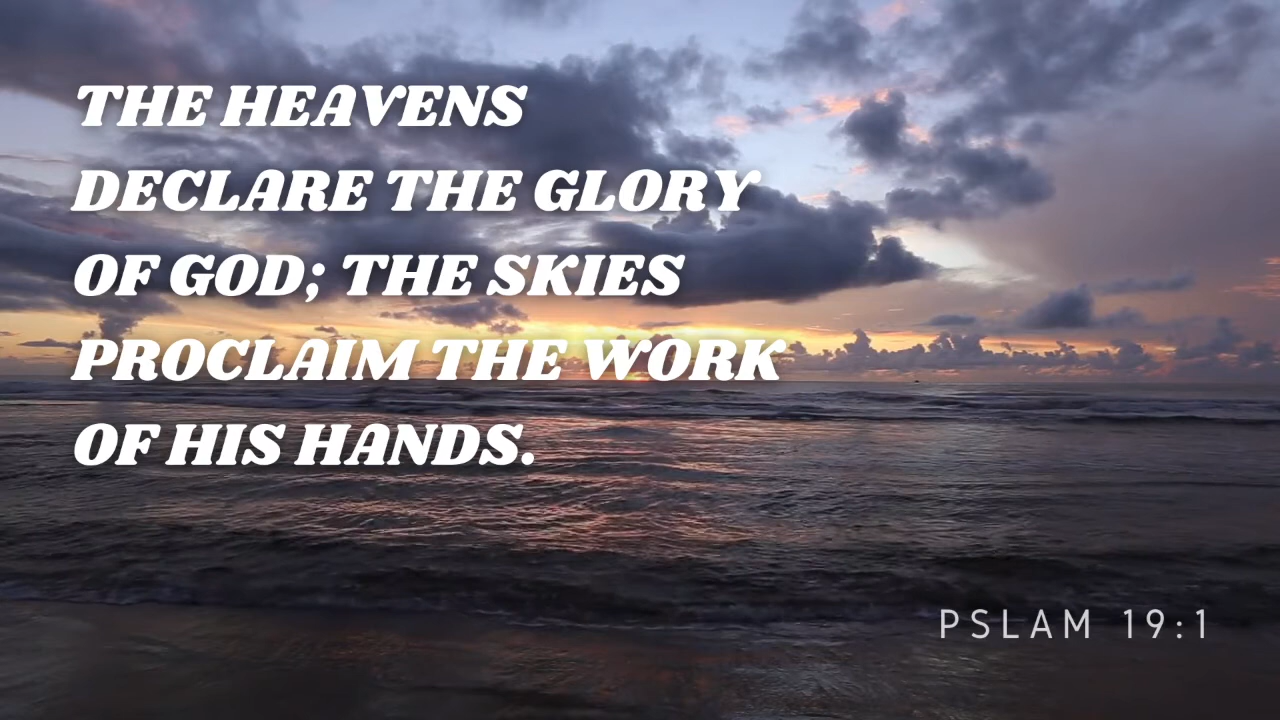 THE HEAVENS
DECLARE THE GLORY
OF GOD; THE SKIES
PROCLAIM THE WORK
OF HIS HANDS.
PSLAM 19:1